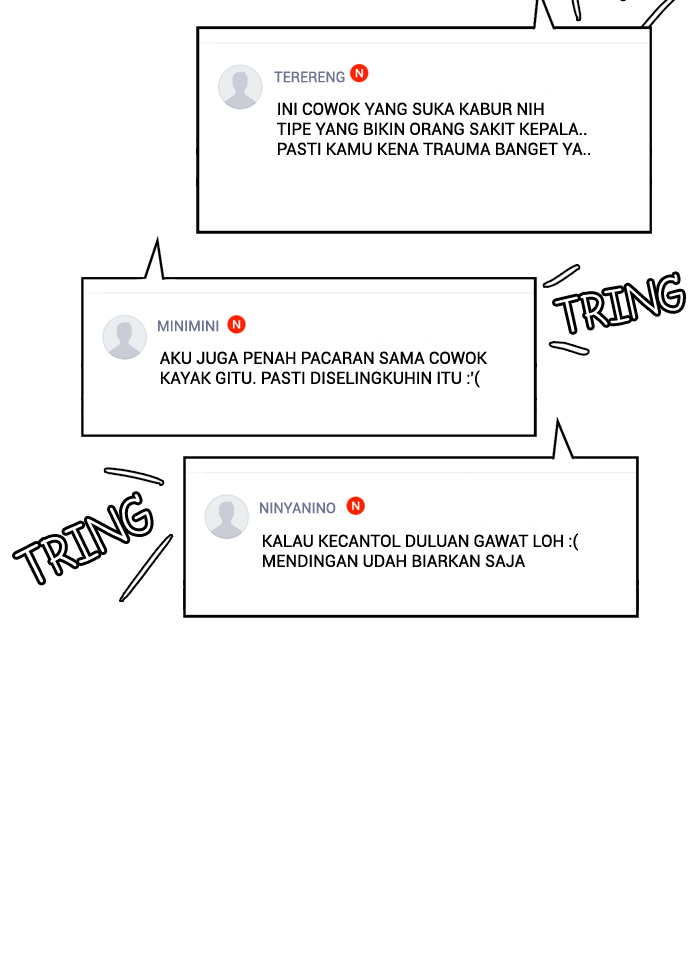 TERERENG N
INI COWOK YANG SUKA KABUR NIH
TIPE YANG BIKIN ORANG SAKIT KEPALA..
PASTI KAMU KENA TRAUMA BANGET YA..
TRING
MINIMINI N
AKU JUGA PENAH PACARAN SAMA COWOK
KAYAK GITU. PASTI DISELINGKUHIN ITU :'(
TRING
NINYANINO N
KALAU KECANTOL DULUAN GAWAT LOH :(
MENDINGAN UDAH BIARKAN SAJA